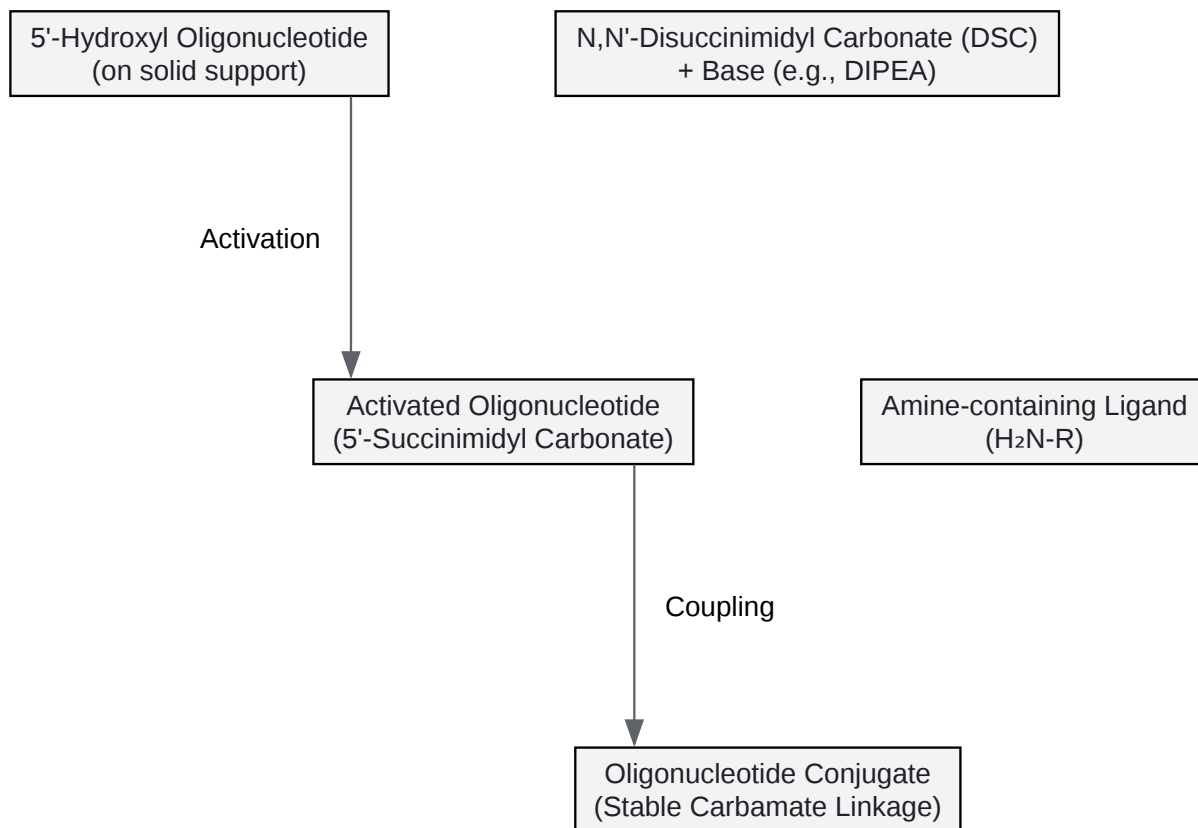 5'-Hydroxyl Oligonucleotide
(on solid support)
N,N'-Disuccinimidyl Carbonate (DSC)
+ Base (e.g., DIPEA)
Activation
Activated Oligonucleotide
(5'-Succinimidyl Carbonate)
Amine-containing Ligand
(H₂N-R)
Coupling
Oligonucleotide Conjugate
(Stable Carbamate Linkage)